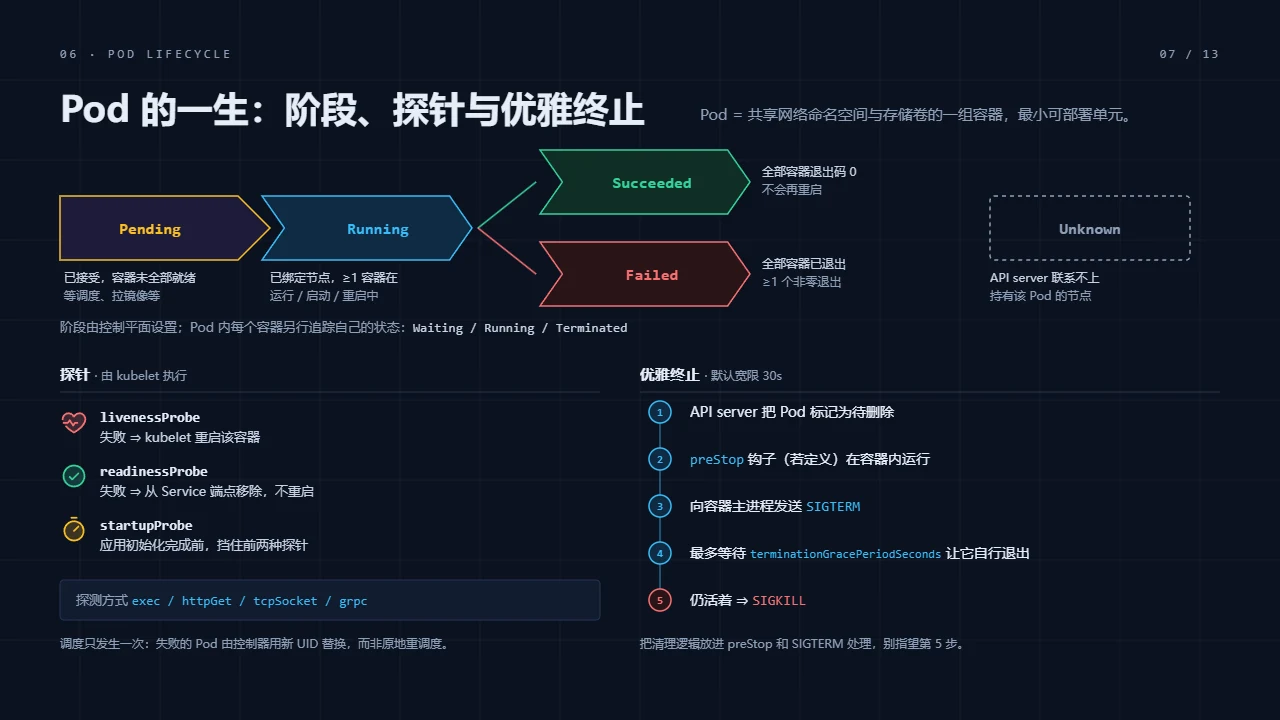 06 · POD LIFECYCLE
07 / 13
Pod 的一生：阶段、探针与优雅终止
Pod = 共享网络命名空间与存储卷的一组容器，最小可部署单元。
Pending
已接受，容器未全部就绪
等调度、拉镜像等
Running
已绑定节点，≥1 容器在
运行 / 启动 / 重启中
Succeeded
全部容器退出码 0
不会再重启
Failed
全部容器已退出
≥1 个非零退出
Unknown
API server 联系不上
持有该 Pod 的节点
阶段由控制平面设置；Pod 内每个容器另行追踪自己的状态：Waiting / Running / Terminated
探针 · 由 kubelet 执行
livenessProbe
失败 ⇒ kubelet 重启该容器
readinessProbe
失败 ⇒ 从 Service 端点移除，不重启
startupProbe
应用初始化完成前，挡住前两种探针
探测方式 exec / httpGet / tcpSocket / grpc
调度只发生一次：失败的 Pod 由控制器用新 UID 替换，而非原地重调度。
优雅终止 · 默认宽限 30s
1 API server 把 Pod 标记为待删除
2 preStop 钩子（若定义）在容器内运行
3 向容器主进程发送 SIGTERM
4 最多等待 terminationGracePeriodSeconds 让它自行退出
5 仍活着 ⇒ SIGKILL
把清理逻辑放进 preStop 和 SIGTERM 处理，别指望第 5 步。